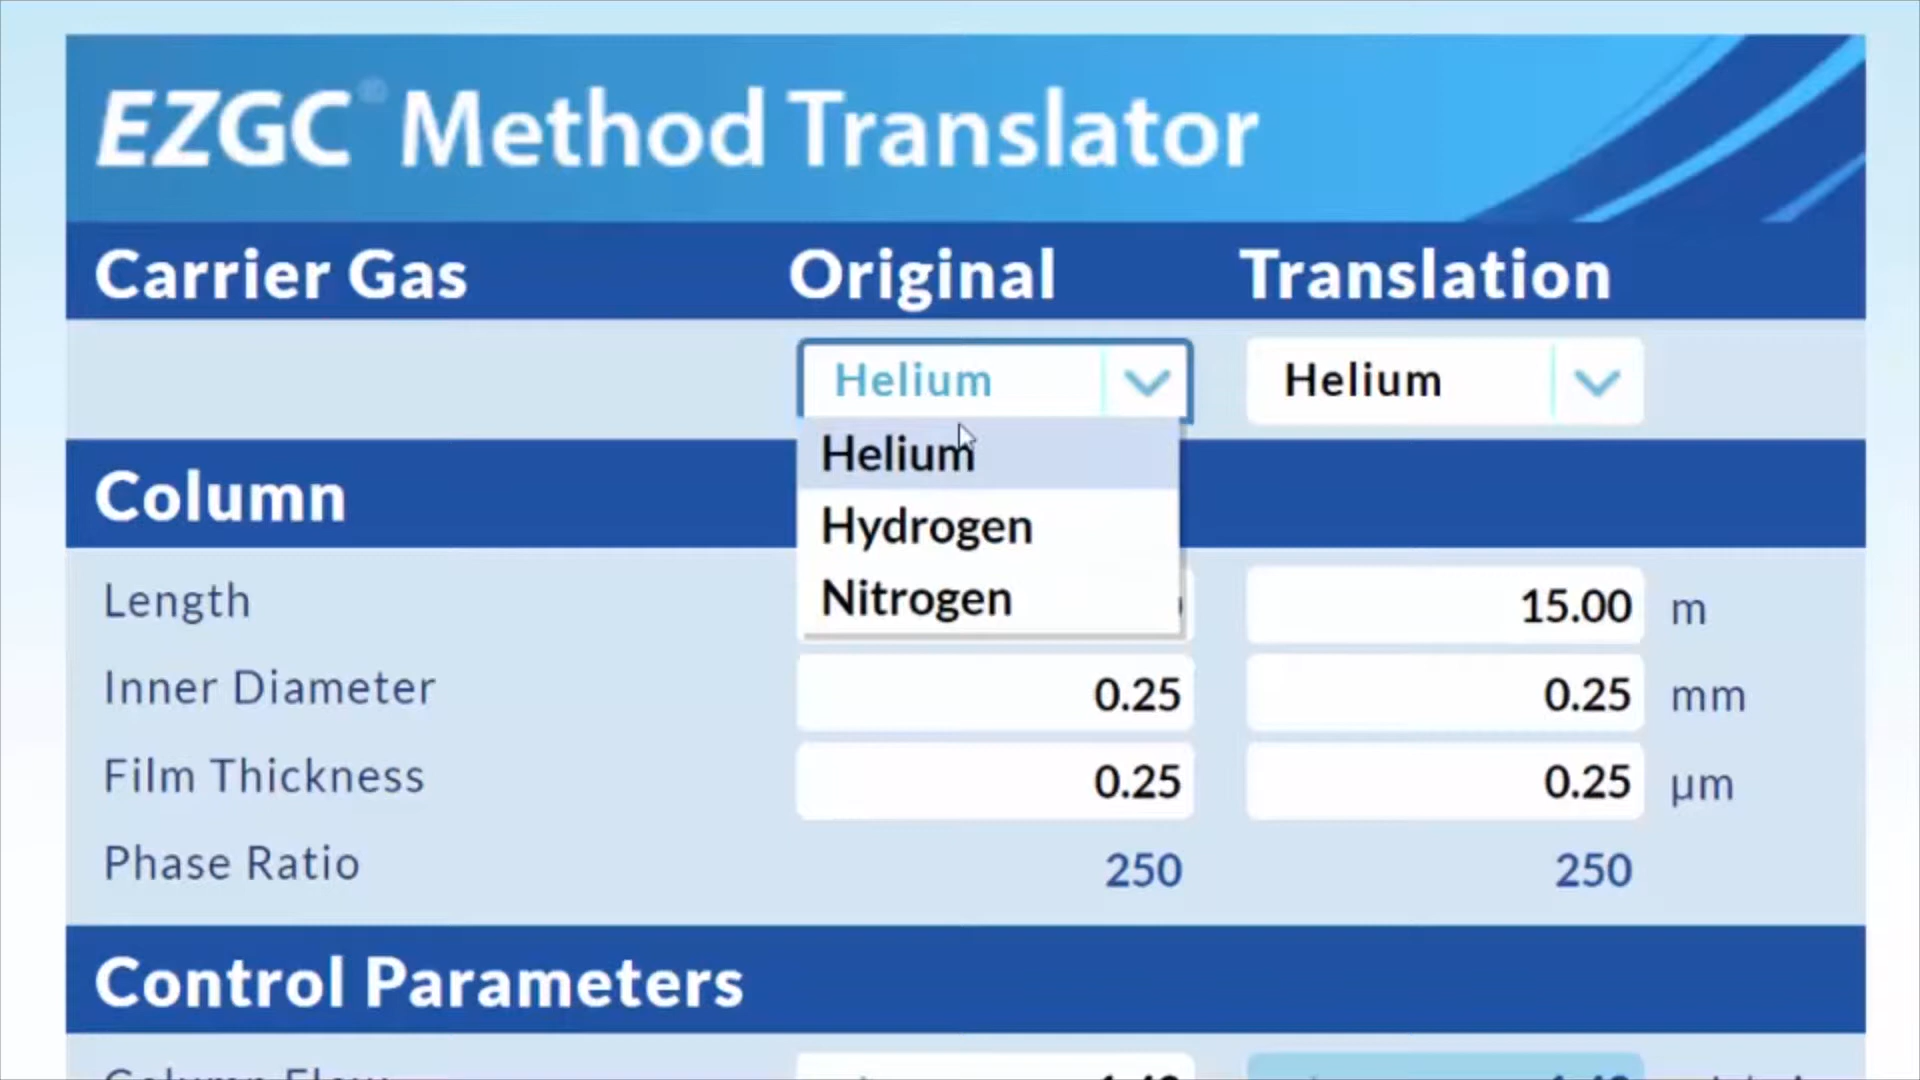 EZGC® Method Translator
Carrier Gas Original Translation
Helium Helium
Helium
Column
Hydrogen
Length Nitrogen 15.00 m
Inner Diameter 0.25 0.25 mm
Film Thickness 0.25 0.25 µm
Phase Ratio 250 250
Control Parameters